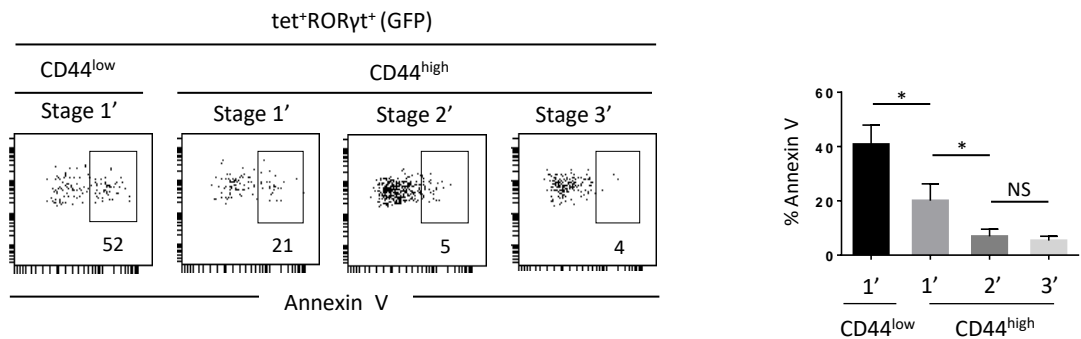 tet⁺RORγt⁺ (GFP)
CD44ˡᵒʷ CD44ʰⁱᵍʰ
Stage 1’ Stage 1’ Stage 2’ Stage 3’
52 21 5 4
Annexin V
% Annexin V
60
40
20
0
*
*
NS
1’ 1’ 2’ 3’
CD44ˡᵒʷ CD44ʰⁱᵍʰ